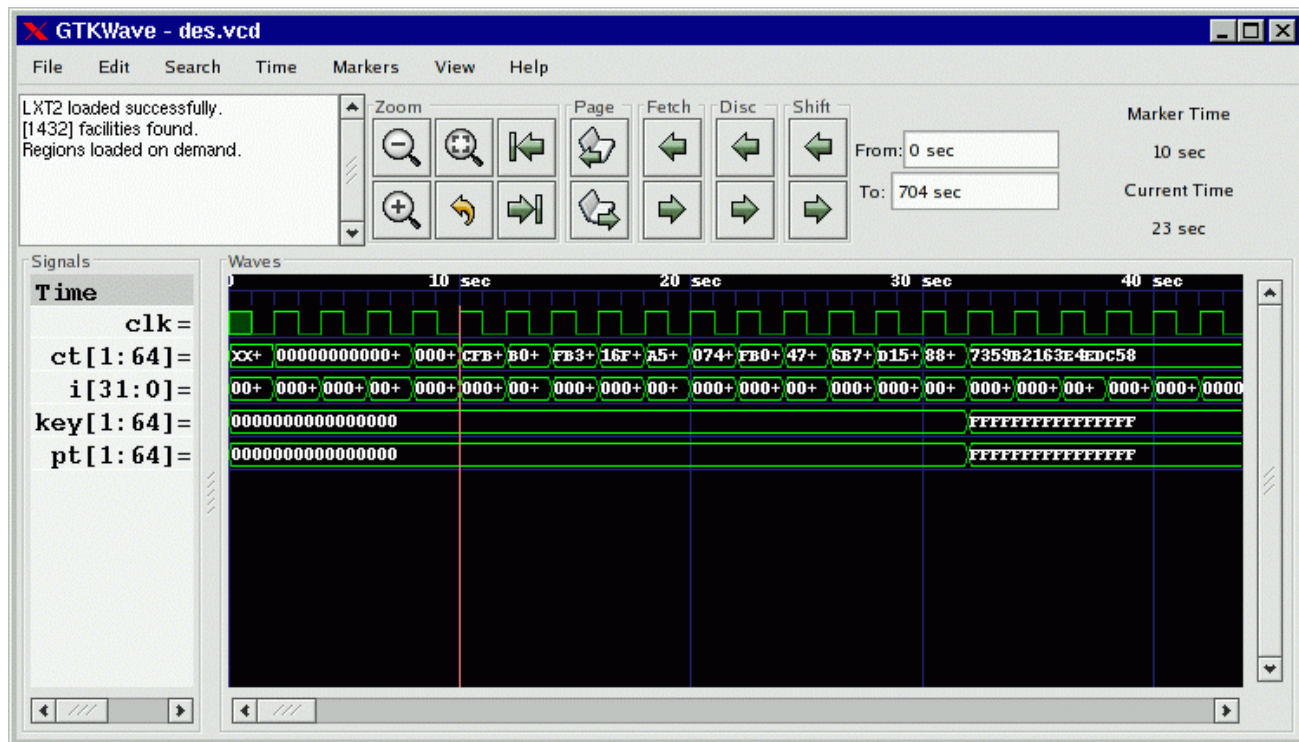 GTKWave - des.vcd
File Edit Search Time Markers View Help
LXT2 loaded successfully.
[1432] facilities found.
Regions loaded on demand.
Zoom Page Fetch Disc Shift
From: 0 sec
To: 704 sec
Marker Time
10 sec
Current Time
23 sec
Signals
Waves
Time
0 10 sec 20 sec 30 sec 40 sec
clk=
ct[1:64]= XX+ 00000000000+ 000+ CFB+ B0+ FB3+ 16F+ A5+ 074+ FB0+ 47+ 6B7+ D15+ 88+ 7359B2163E4EDC58
i[31:0]= 00+ 000+ 000+ 00+ 000+ 000+ 00+ 000+ 000+ 00+ 000+ 000+ 00+ 000+ 000+ 00+ 000+ 000+ 00+ 000+ 000+ 0000
key[1:64]= 0000000000000000 FFFFFFFFFFFFFFFF
pt[1:64]= 0000000000000000 FFFFFFFFFFFFFFFF